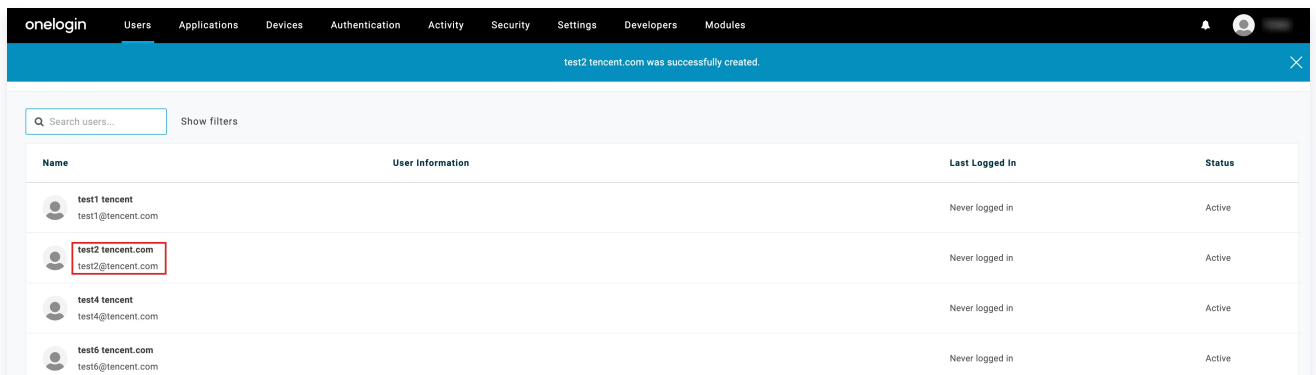 onelogin Users Applications Devices Authentication Activity Security Settings Developers Modules
test2 tencent.com was successfully created.
Search users... Show filters
Name User Information Last Logged In Status
test1 tencent
test1@tencent.com Never logged in Active
test2 tencent.com
test2@tencent.com Never logged in Active
test4 tencent
test4@tencent.com Never logged in Active
test6 tencent.com
test6@tencent.com Never logged in Active